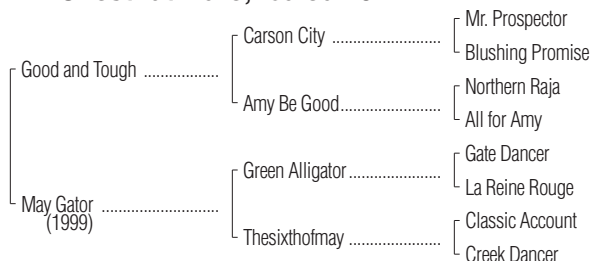 Mr. Prospector
Carson City ......................
Blushing Promise
Good and Tough ...............
Northern Raja
Amy Be Good....................
All for Amy
Gate Dancer
Green Alligator..................
La Reine Rouge
May Gator .......................
(1999)
Classic Account
Thesixthofmay ..................
Creek Dancer